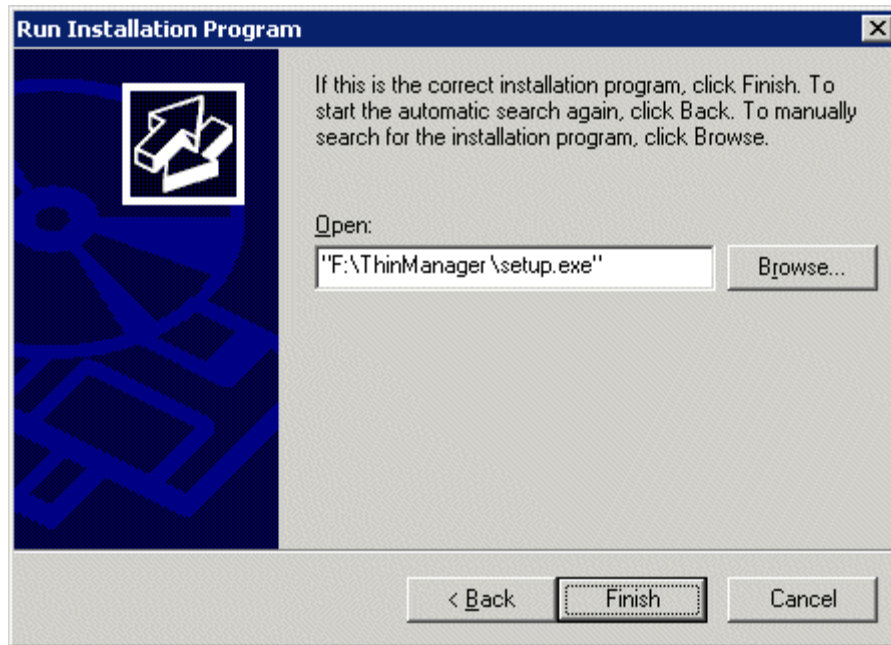 Run Installation Program
If this is the correct installation program, click Finish. To
start the automatic search again, click Back. To manually
search for the installation program, click Browse.
Open:
"F:\ThinManager\setup.exe"
Browse...
< Back
Finish
Cancel